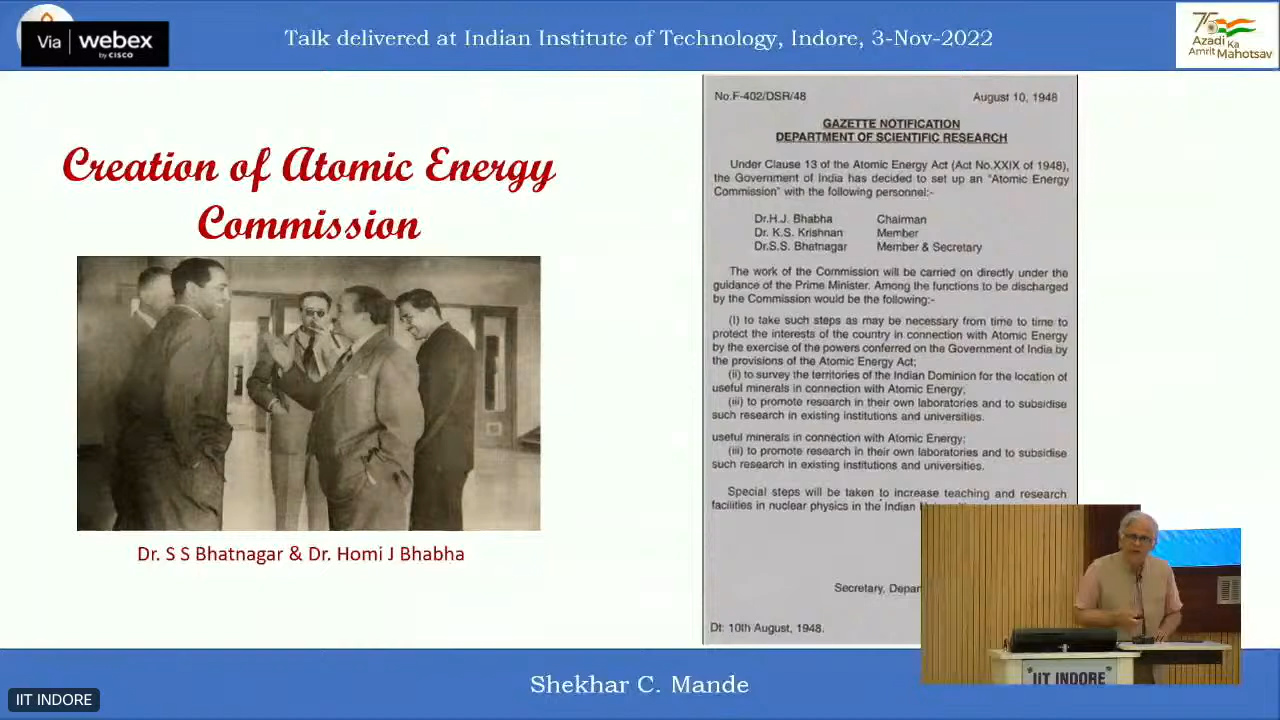 Via webex
by CISCO
Talk delivered at Indian Institute of Technology, Indore, 3-Nov-2022
75
Azadi Ka
Amrit Mahotsav
Creation of Atomic Energy
Commission
Dr. S S Bhatnagar & Dr. Homi J Bhabha
No.F-402/DSR/48 August 10, 1948
GAZETTE NOTIFICATION
DEPARTMENT OF SCIENTIFIC RESEARCH
Under Clause 13 of the Atomic Energy Act (Act No.XXIX of 1948),
the Government of India has decided to set up an "Atomic Energy
Commission" with the following personnel:-
Dr.H.J. Bhabha Chairman
Dr. K.S. Krishnan Member
Dr.S.S. Bhatnagar Member & Secretary
The work of the Commission will be carried on directly under the
guidance of the Prime Minister. Among the functions to be discharged
by the Commission would be the following:-
(I) to take such steps as may be necessary from time to time to
protect the interests of the country in connection with Atomic Energy
by the exercise of the powers conferred on the Government of India by
the provisions of the Atomic Energy Act;
(ii) to survey the territories of the Indian Dominion for the location of
useful minerals in connection with Atomic Energy;
(iii) to promote research in their own laboratories and to subsidise
such research in existing institutions and universities.
useful minerals in connection with Atomic Energy;
(iii) to promote research in their own laboratories and to subsidise
such research in existing institutions and universities.
Special steps will be taken to increase teaching and research
facilities in nuclear physics in the Indian
Secretary, Depar
Dt: 10th August, 1948.
IIT INDORE
Shekhar C. Mande
IIT INDORE